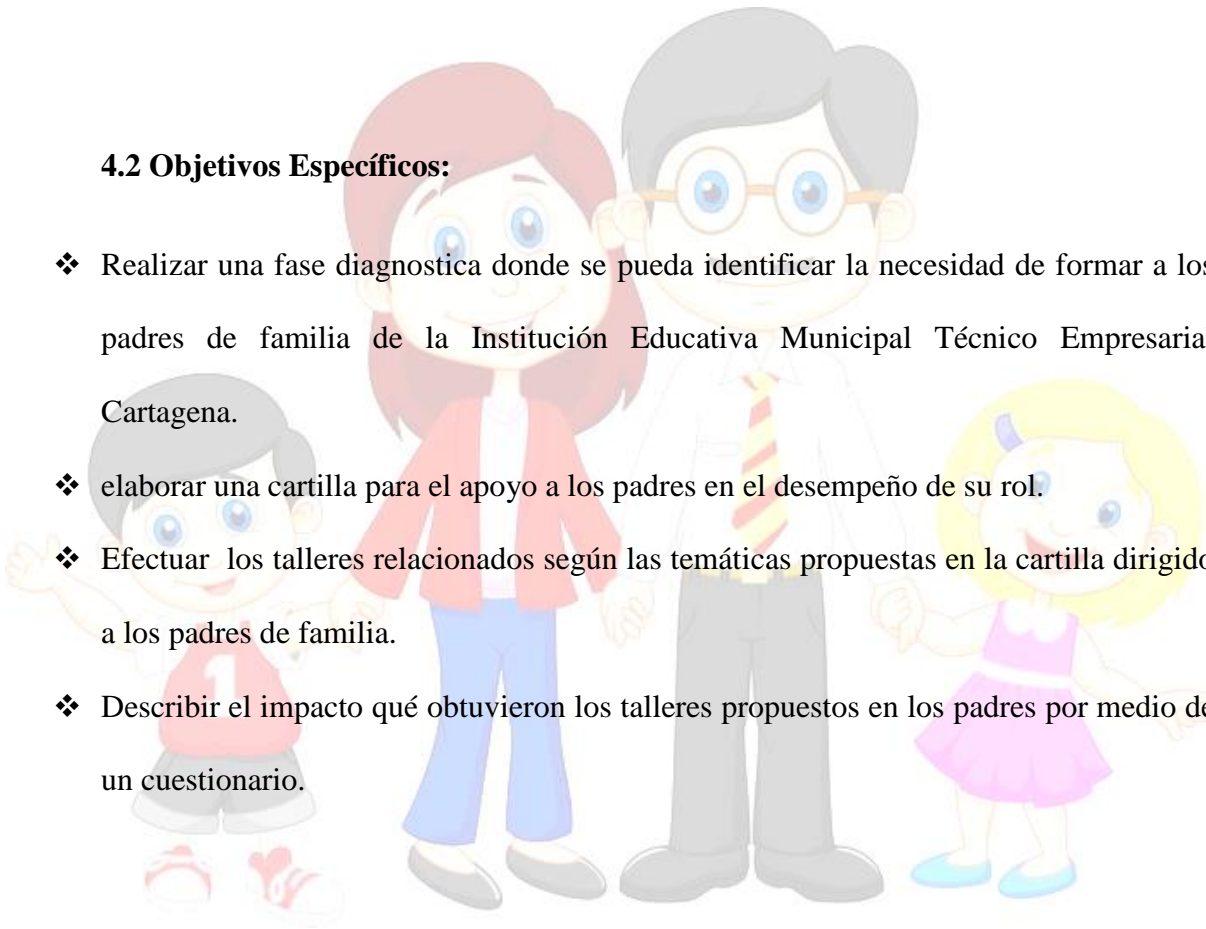 4.2 Objetivos Específicos:
❖ Realizar una fase diagnostica donde se pueda identificar la necesidad de formar a los
padres de familia de la Institución Educativa Municipal Técnico Empresaria
Cartagena.
❖ elaborar una cartilla para el apoyo a los padres en el desempeño de su rol.
❖ Efectuar los talleres relacionados según las temáticas propuestas en la cartilla dirigido
a los padres de familia.
❖ Describir el impacto qué obtuvieron los talleres propuestos en los padres por medio de
un cuestionario.
1